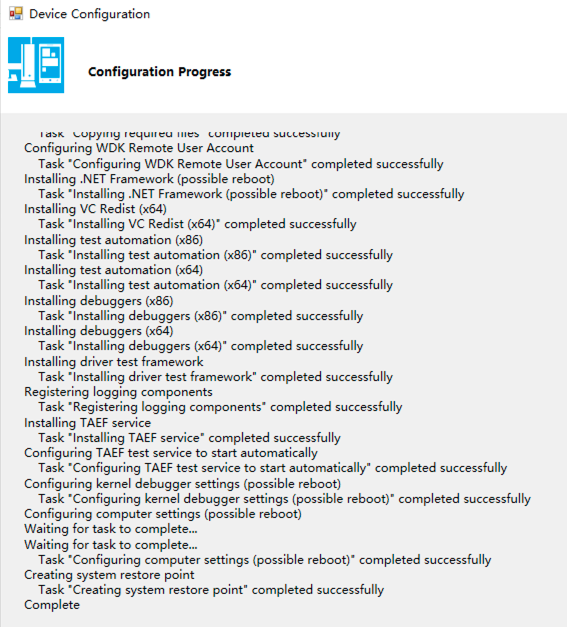 Device Configuration
Configuration Progress
Task "Copying required files" completed successfully
Configuring WDK Remote User Account
Task "Configuring WDK Remote User Account" completed successfully
Installing .NET Framework (possible reboot)
Task "Installing .NET Framework (possible reboot)" completed successfully
Installing VC Redist (x64)
Task "Installing VC Redist (x64)" completed successfully
Installing test automation (x86)
Task "Installing test automation (x86)" completed successfully
Installing test automation (x64)
Task "Installing test automation (x64)" completed successfully
Installing debuggers (x86)
Task "Installing debuggers (x86)" completed successfully
Installing debuggers (x64)
Task "Installing debuggers (x64)" completed successfully
Installing driver test framework
Task "Installing driver test framework" completed successfully
Registering logging components
Task "Registering logging components" completed successfully
Installing TAEF service
Task "Installing TAEF service" completed successfully
Configuring TAEF test service to start automatically
Task "Configuring TAEF test service to start automatically" completed successfully
Configuring kernel debugger settings (possible reboot)
Task "Configuring kernel debugger settings (possible reboot)" completed successfully
Configuring computer settings (possible reboot)
Waiting for task to complete...
Waiting for task to complete...
Task "Configuring computer settings (possible reboot)" completed successfully
Creating system restore point
Task "Creating system restore point" completed successfully
Complete